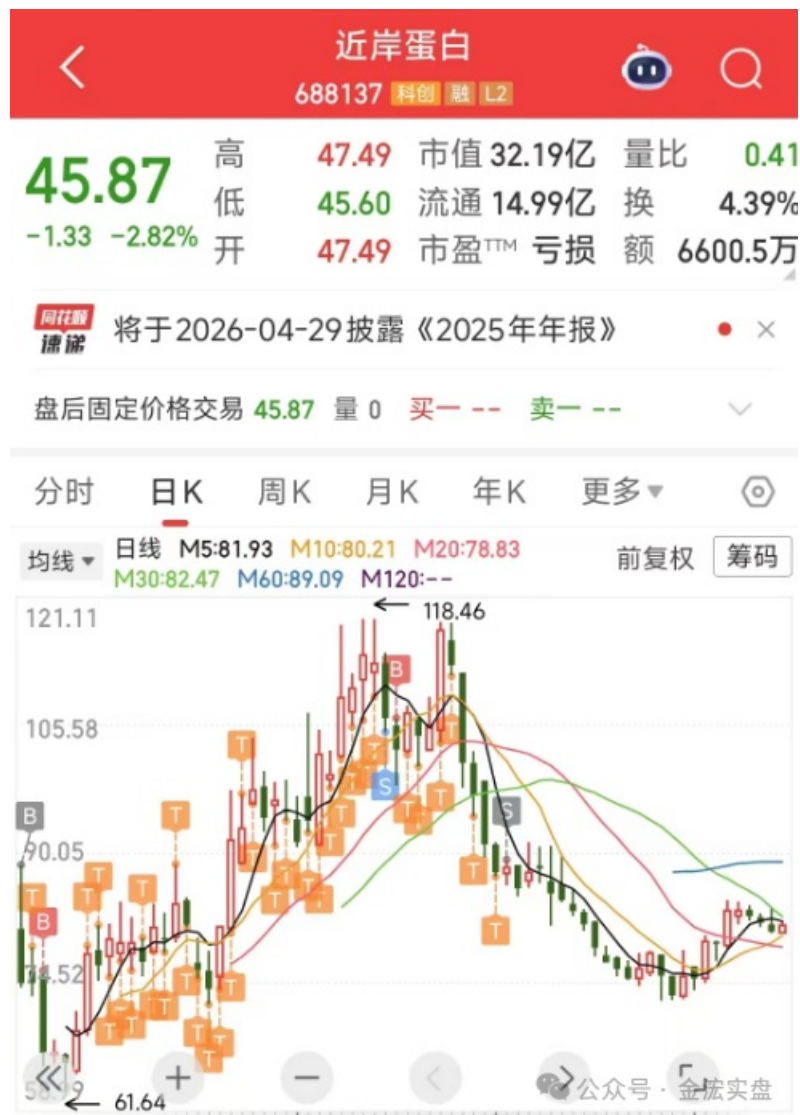 近岸蛋白
688137 科创 融 L2
45.87 高 47.49 市值 32.19亿 量比 0.41
-1.33 -2.82% 低 45.60 流通 14.99亿 换 4.39%
开 47.49 市盈TTM 亏损 额 6600.5万
同花顺 速递 将于2026-04-29披露《2025年年报》
盘后固定价格交易 45.87 量 0 买一 -- 卖一 --
分时 日K 周K 月K 年K 更多
均线 日线 M5:81.93 M10:80.21 M20:78.83 前复权 筹码
M30:82.47 M60:89.09 M120:--
121.11 118.46
B
105.58 T T
T
S
T T T
B T S
90.05 T
T T T
T T T T T
T B T
74.52 T T
T T T T T
T T T
61.64
公众号 · 金浤实盘